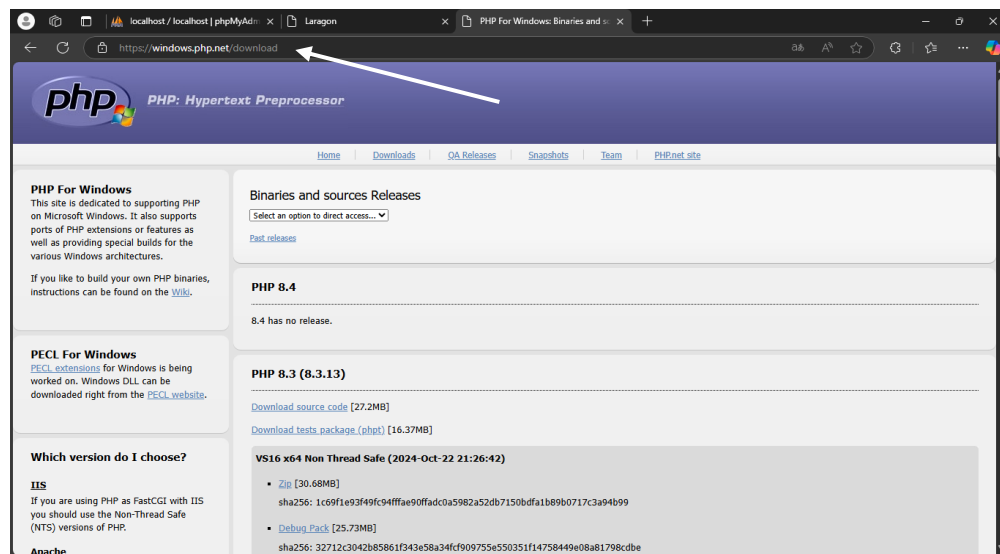 localhost / localhost | phpMyAdm
Laragon
PHP For Windows: Binaries and so
https://windows.php.net/download
php
PHP: Hypertext Preprocessor
Home
Downloads
QA Releases
Snapshots
Team
PHP.net site
PHP For Windows
This site is dedicated to supporting PHP
on Microsoft Windows. It also supports
ports of PHP extensions or features as
well as providing special builds for the
various Windows architectures.
If you like to build your own PHP binaries,
instructions can be found on the Wiki.
PECL For Windows
PECL extensions for Windows is being
worked on. Windows DLL can be
downloaded right from the PECL website.
Which version do I choose?
IIS
If you are using PHP as FastCGI with IIS
you should use the Non-Thread Safe
(NTS) versions of PHP.
Apache
Binaries and sources Releases
Select an option to direct access...
Past releases
PHP 8.4
8.4 has no release.
PHP 8.3 (8.3.13)
Download source code [27.2MB]
Download tests package (phpt) [16.37MB]
VS16 x64 Non Thread Safe (2024-Oct-22 21:26:42)
Zip [30.68MB]
sha256: 1c69f1e93f49fc94fffae90ffadc0a5982a52db7150bdfa1b89b0717c3a94b99
Debug Pack [25.73MB]
sha256: 32712c3042b85861f343e58a34fcf909755e550351f14758449e08a81798cdbe